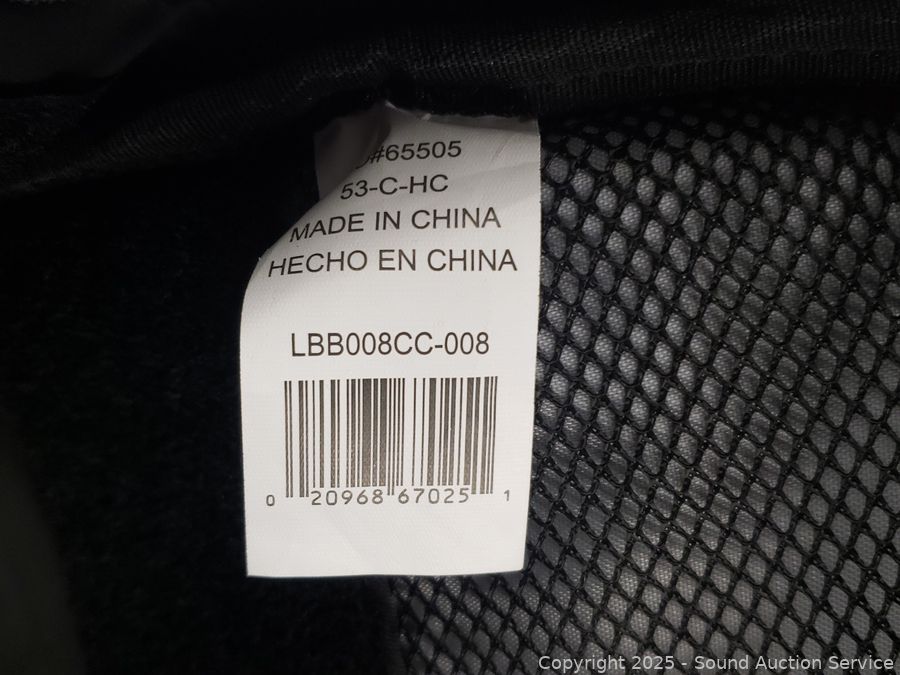 #65505
53-C-HC
MADE IN CHINA
HECHO EN CHINA
LBB008CC-008
0 20968 67025 1
Copyright 2025 - Sound Auction Service